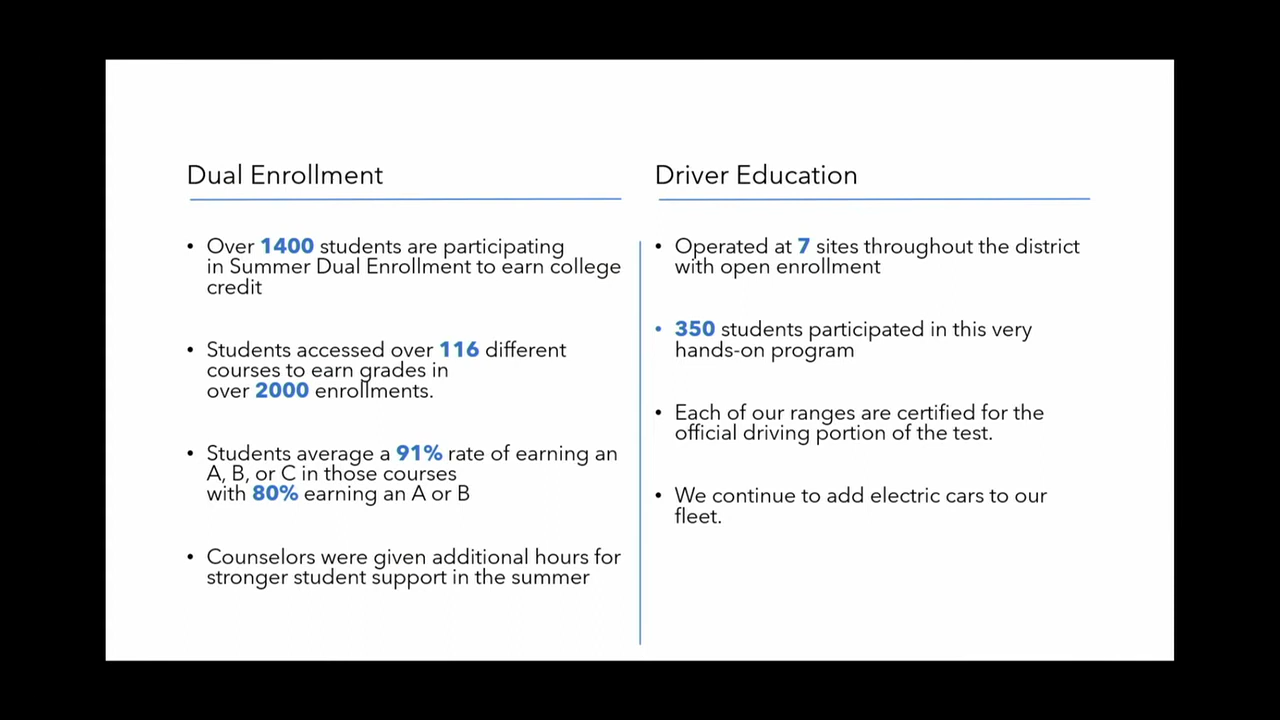 Dual Enrollment
• Over 1400 students are participating
in Summer Dual Enrollment to earn college
credit
• Students accessed over 116 different
courses to earn grades in
over 2000 enrollments.
• Students average a 91% rate of earning an
A, B, or C in those courses
with 80% earning an A or B
• Counselors were given additional hours for
stronger student support in the summer
Driver Education
• Operated at 7 sites throughout the district
with open enrollment
• 350 students participated in this very
hands-on program
• Each of our ranges are certified for the
official driving portion of the test.
• We continue to add electric cars to our
fleet.